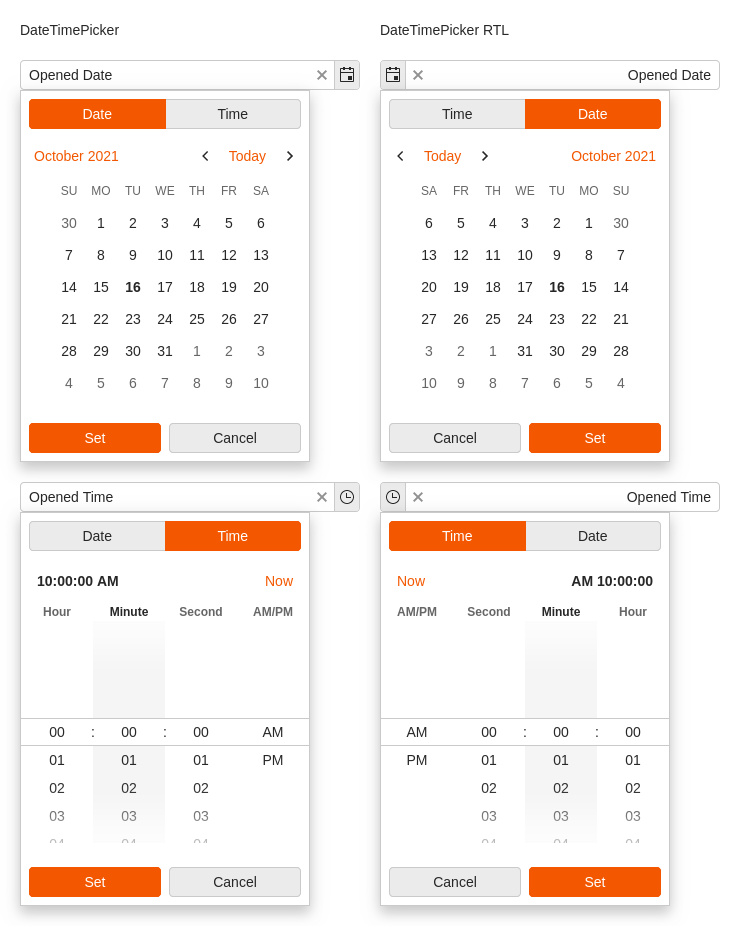 DateTimePicker
DateTimePicker RTL
Opened Date
Opened Date
Date Time
Time Date
October 2021 Today
Today October 2021
SU MO TU WE TH FR SA
SA FR TH WE TU MO SU
30 1 2 3 4 5 6
6 5 4 3 2 1 30
7 8 9 10 11 12 13
13 12 11 10 9 8 7
14 15 16 17 18 19 20
20 19 18 17 16 15 14
21 22 23 24 25 26 27
27 26 25 24 23 22 21
28 29 30 31 1 2 3
3 2 1 31 30 29 28
4 5 6 7 8 9 10
10 9 8 7 6 5 4
Set Cancel
Cancel Set
Opened Time
Opened Time
Date Time
Time Date
10:00:00 AM Now
Now AM 10:00:00
Hour Minute Second AM/PM
AM/PM Second Minute Hour
00 : 00 : 00 AM
AM 00 : 00 : 00
01 01 01 PM
PM 01 01 01
02 02 02
02 02 02
03 03 03
03 03 03
04 04 04
04 04 04
Set Cancel
Cancel Set